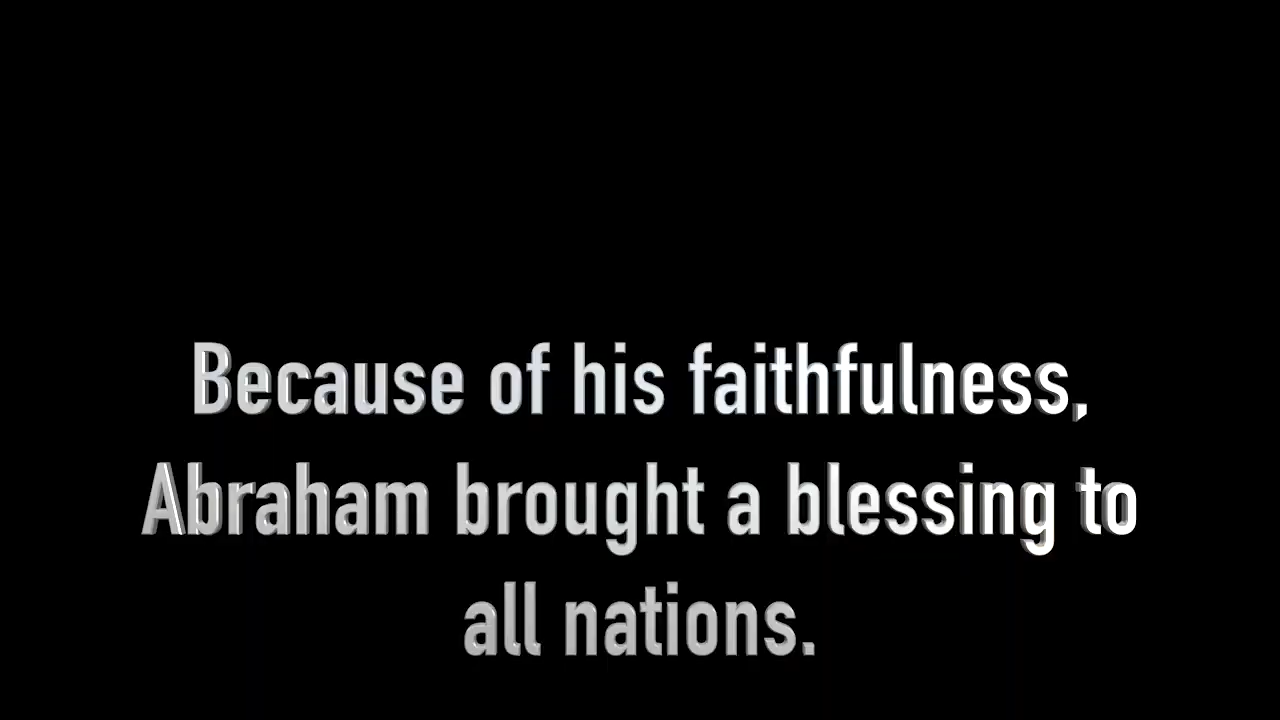 Because of his faithfulness,
Abraham brought a blessing to
all nations.